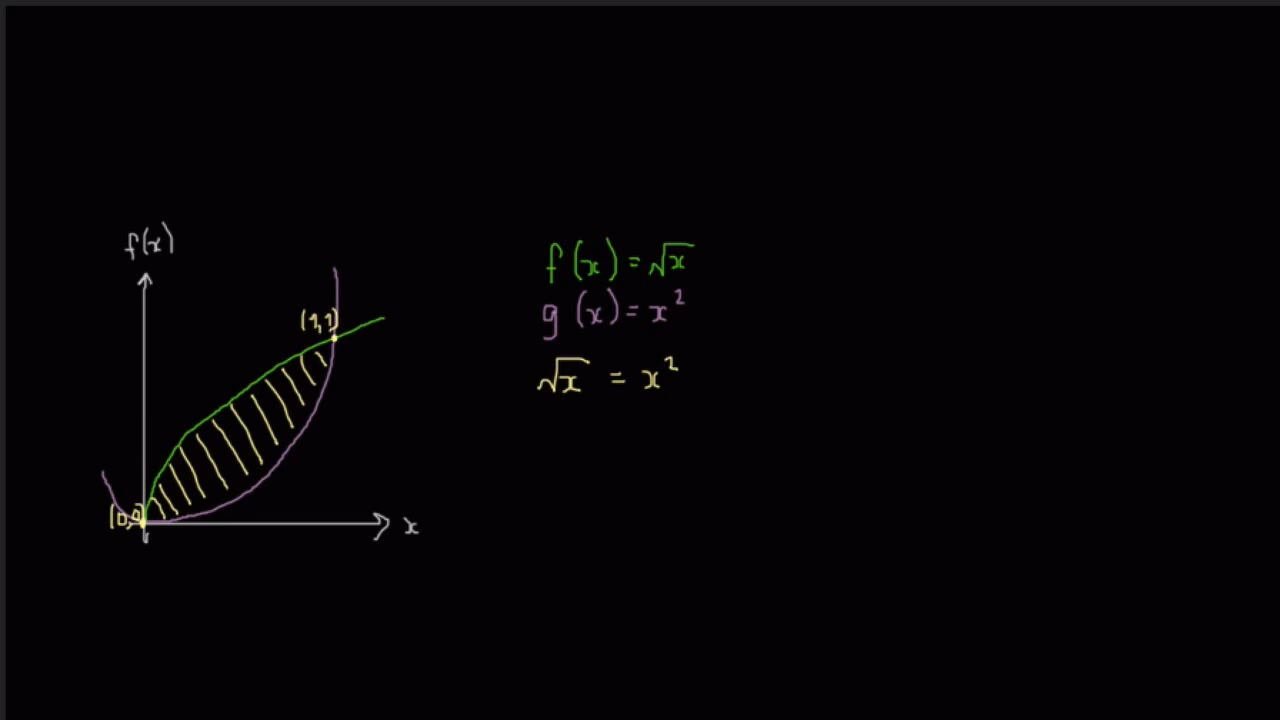 f(x)
(1,1)
(0,0)
x
f(x) = √x
g(x) = x²
√x = x²